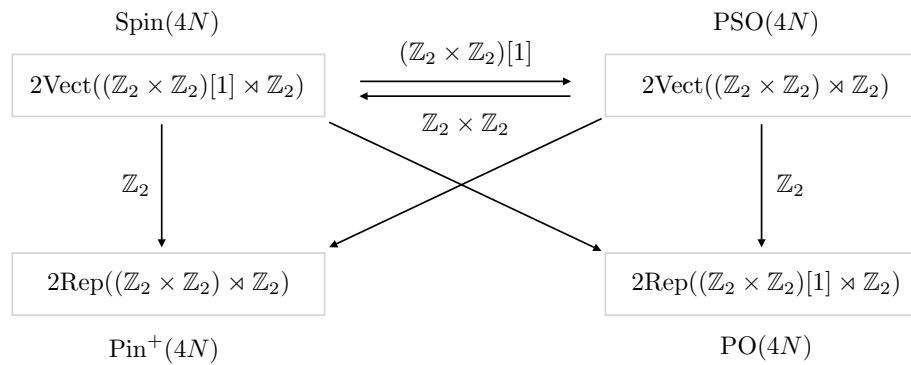 Spin(4N)
PSO(4N)
2Vect((ℤ₂ × ℤ₂)[1] ⋊ ℤ₂)
(ℤ₂ × ℤ₂)[1]
ℤ₂ × ℤ₂
2Vect((ℤ₂ × ℤ₂) ⋊ ℤ₂)
ℤ₂
ℤ₂
2Rep((ℤ₂ × ℤ₂) ⋊ ℤ₂)
2Rep((ℤ₂ × ℤ₂)[1] ⋊ ℤ₂)
Pin⁺(4N)
PO(4N)